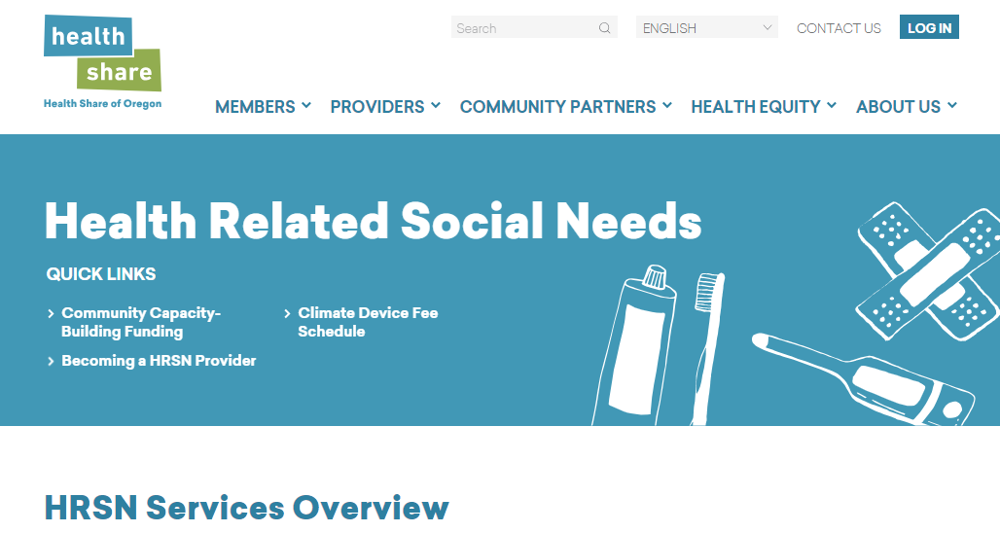 health
share
Health Share of Oregon
Search
ENGLISH
CONTACT US
LOG IN
MEMBERS
PROVIDERS
COMMUNITY PARTNERS
HEALTH EQUITY
ABOUT US
Health Related Social Needs
QUICK LINKS
Community Capacity-
Building Funding
Becoming a HRSN Provider
Climate Device Fee
Schedule
HRSN Services Overview